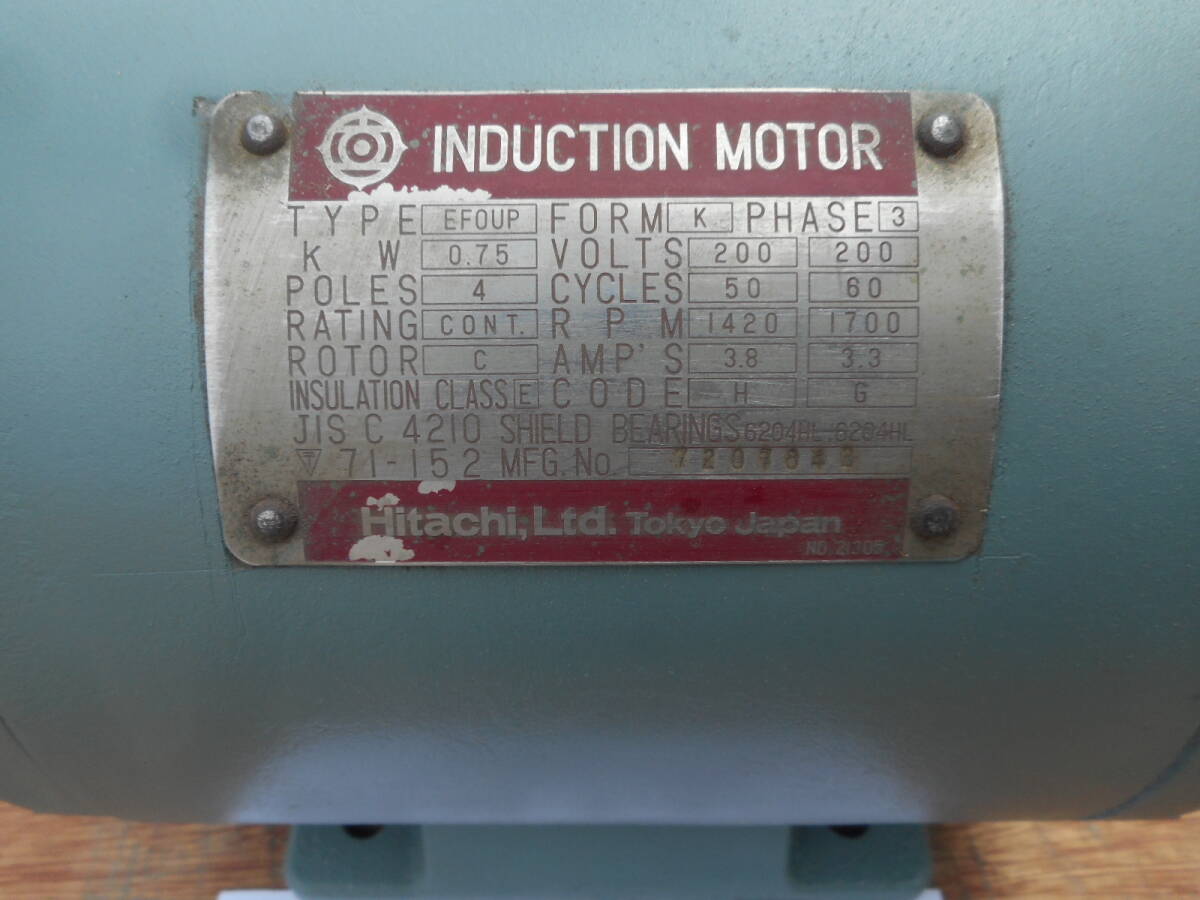 INDUCTION MOTOR
TYPE EFOUP FORM K PHASE 3
KW 0.75 VOLTS 200 200
POLES 4 CYCLES 50 60
RATING CONT. RPM 1420 1700
ROTOR C AMP'S 3.8 3.3
INSULATION CLASS E CODE H G
JIS C 4210 SHIELD BEARINGS 6204HL 6204HL
71-152 MFG. No
Hitachi, Ltd. Tokyo Japan